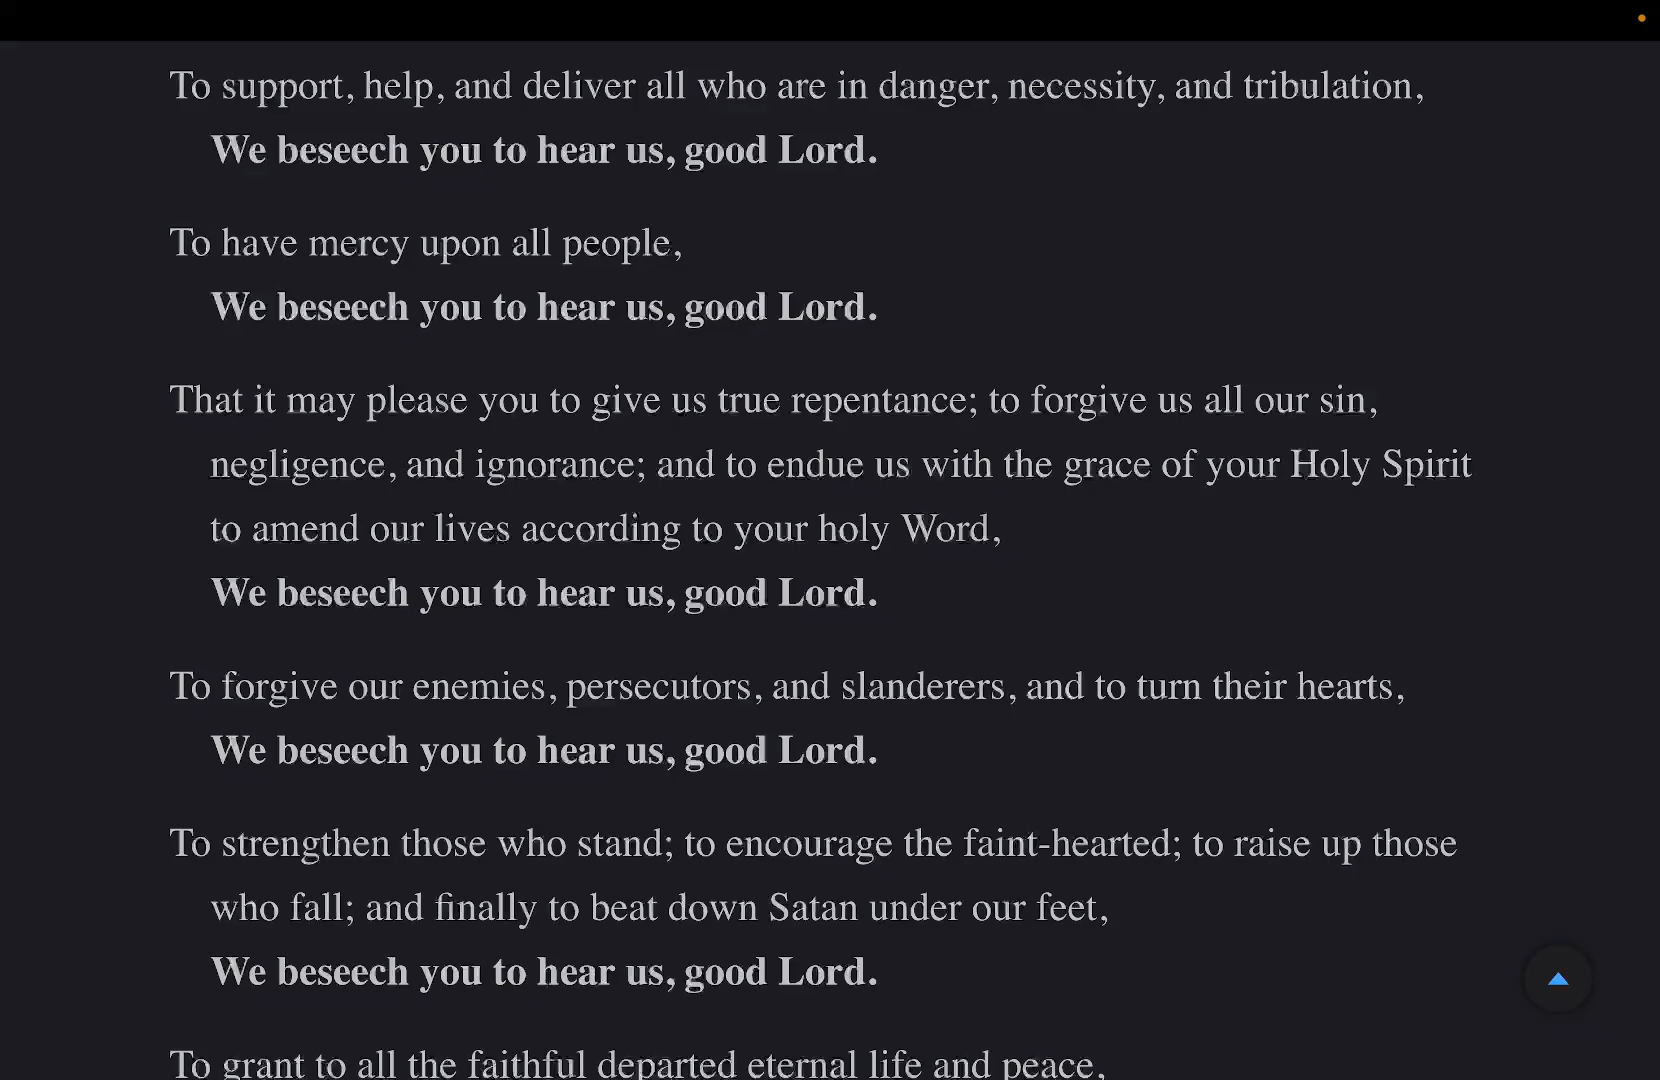 To support, help, and deliver all who are in danger, necessity, and tribulation,
We beseech you to hear us, good Lord.
To have mercy upon all people,
We beseech you to hear us, good Lord.
That it may please you to give us true repentance; to forgive us all our sin,
negligence, and ignorance; and to endue us with the grace of your Holy Spirit
to amend our lives according to your holy Word,
We beseech you to hear us, good Lord.
To forgive our enemies, persecutors, and slanderers, and to turn their hearts,
We beseech you to hear us, good Lord.
To strengthen those who stand; to encourage the faint-hearted; to raise up those
who fall; and finally to beat down Satan under our feet,
We beseech you to hear us, good Lord.
To grant to all the faithful departed eternal life and peace,